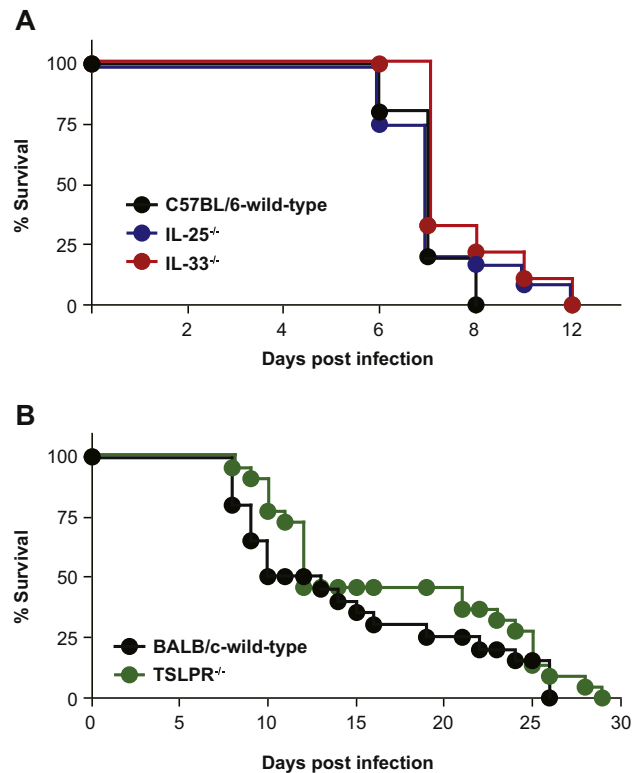 A
100
75
50
25
0
% Survival
C57BL/6-wild-type
IL-25-/-
IL-33-/-
2 4 6 8 10 12
Days post infection
B
100
75
50
25
0
% Survival
BALB/c-wild-type
TSLPR-/-
0 5 10 15 20 25 30
Days post infection